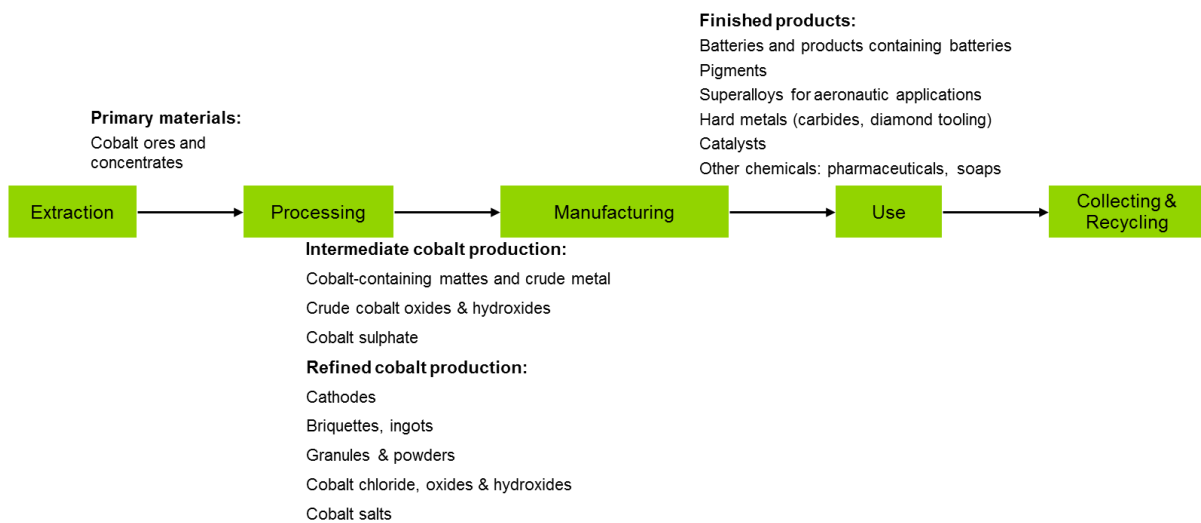 Finished products:
Batteries and products containing batteries
Pigments
Superalloys for aeronautic applications
Hard metals (carbides, diamond tooling)
Catalysts
Other chemicals: pharmaceuticals, soaps
Primary materials:
Cobalt ores and
concentrates
Extraction
Processing
Manufacturing
Use
Collecting &
Recycling
Intermediate cobalt production:
Cobalt-containing mattes and crude metal
Crude cobalt oxides & hydroxides
Cobalt sulphate
Refined cobalt production:
Cathodes
Briquettes, ingots
Granules & powders
Cobalt chloride, oxides & hydroxides
Cobalt salts